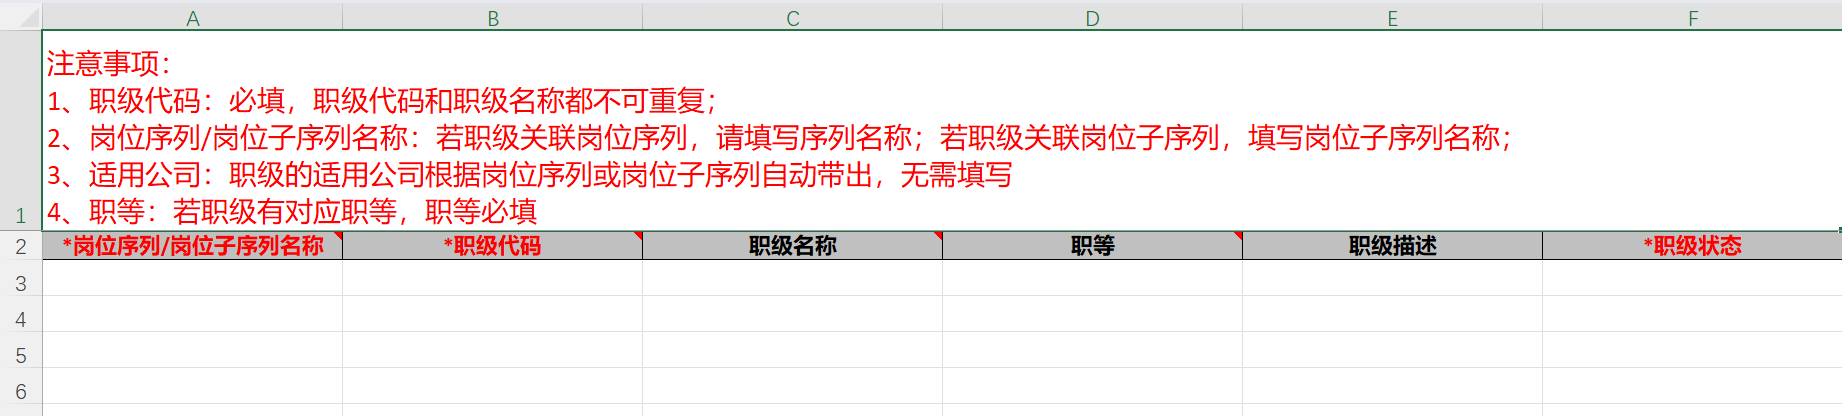 A B C D E F
注意事项：
1、职级代码：必填，职级代码和职级名称都不可重复；
2、岗位序列/岗位子序列名称：若职级关联岗位序列，请填写序列名称；若职级关联岗位子序列，填写岗位子序列名称；
3、适用公司：职级的适用公司根据岗位序列或岗位子序列自动带出，无需填写
1 4、职等：若职级有对应职等，职等必填
2 *岗位序列/岗位子序列名称 *职级代码 职级名称 职等 职级描述 *职级状态
3
4
5
6